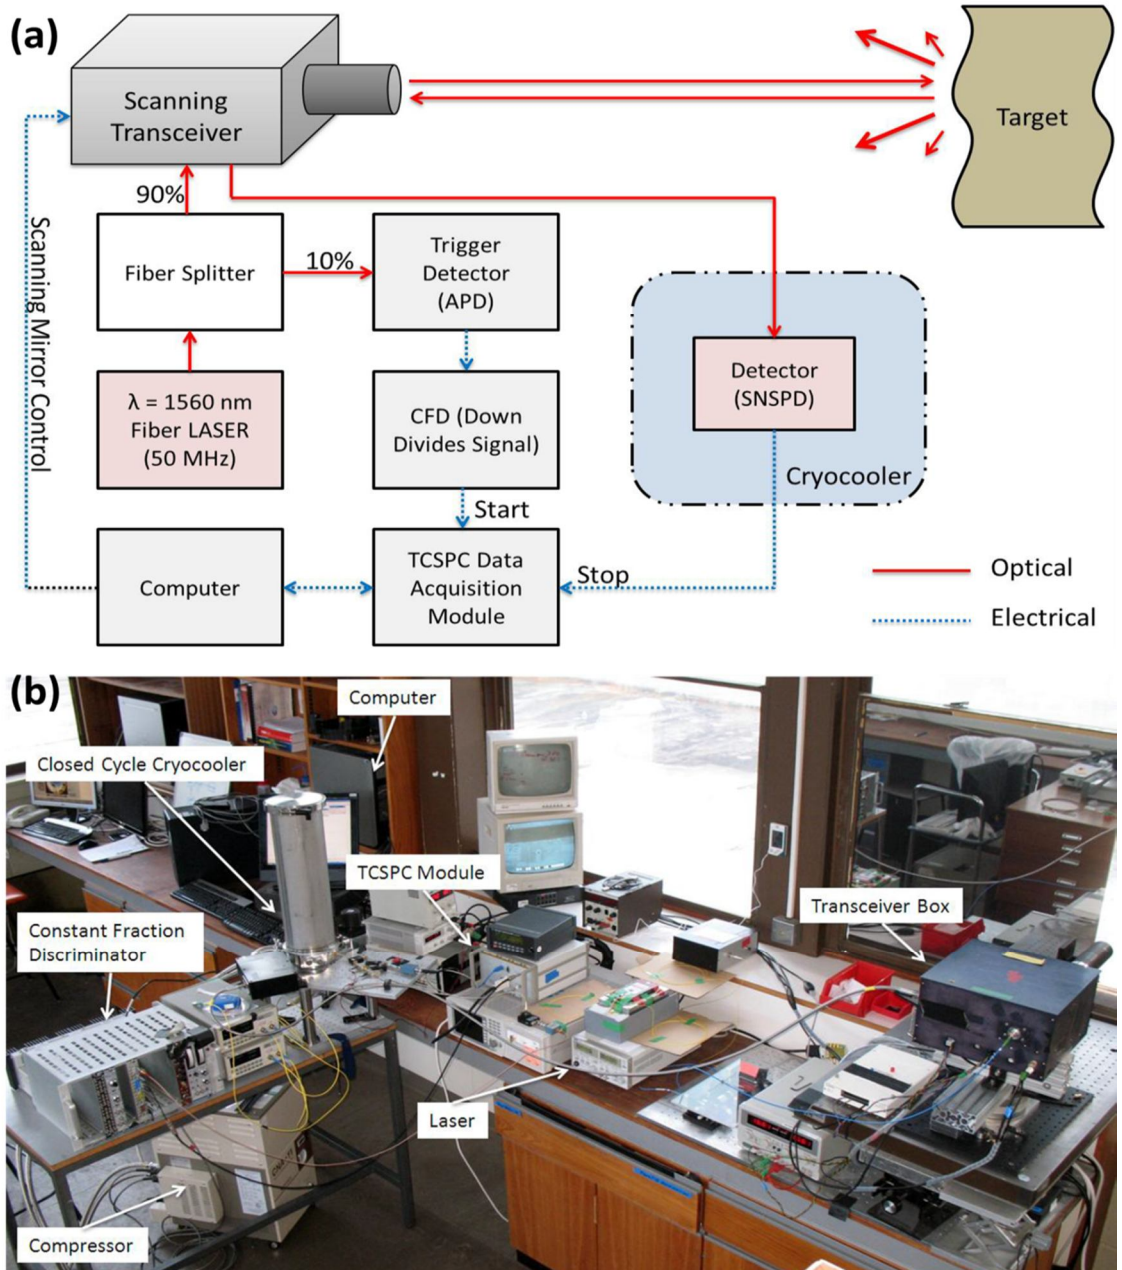 (a)
Scanning
Transceiver
Target
90%
Fiber Splitter
10%
Trigger
Detector
(APD)
Scanning Mirror Control
λ = 1560 nm
Fiber LASER
(50 MHz)
CFD (Down
Divides Signal)
Detector
(SNSPD)
Cryocooler
Start
Computer
TCSPC Data
Acquisition
Module
Stop
Optical
Electrical
(b)
Computer
Closed Cycle Cryocooler
TCSPC Module
Transceiver Box
Constant Fraction
Discriminator
Laser
Compressor